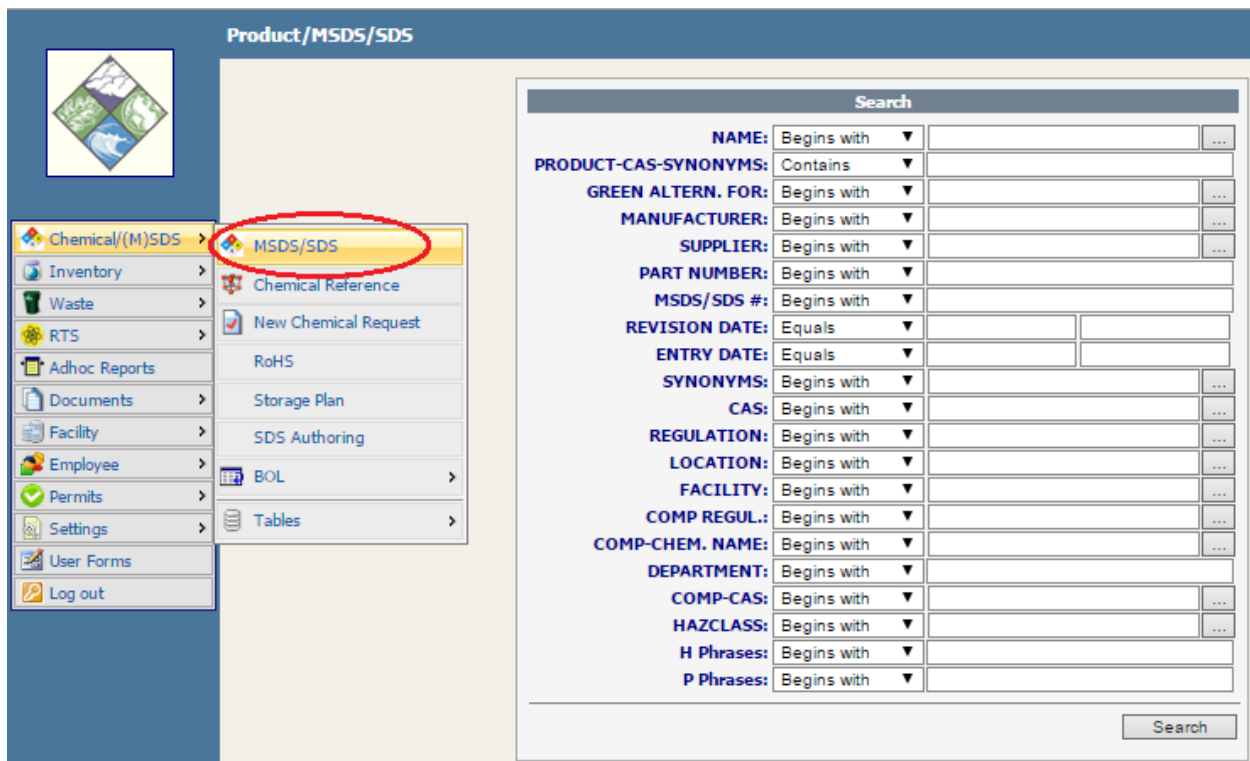 Product/MSDS/SDS
Chemical/(M)SDS
Inventory
Waste
RTS
Adhoc Reports
Documents
Facility
Employee
Permits
Settings
User Forms
Log out
MSDS/SDS
Chemical Reference
New Chemical Request
RoHS
Storage Plan
SDS Authoring
BOL
Tables
Search
NAME: Begins with ...
PRODUCT-CAS-SYNONYMS: Contains
GREEN ALTERN. FOR: Begins with ...
MANUFACTURER: Begins with ...
SUPPLIER: Begins with ...
PART NUMBER: Begins with
MSDS/SDS #: Begins with
REVISION DATE: Equals
ENTRY DATE: Equals
SYNONYMS: Begins with ...
CAS: Begins with ...
REGULATION: Begins with ...
LOCATION: Begins with ...
FACILITY: Begins with ...
COMP REGUL.: Begins with ...
COMP-CHEM. NAME: Begins with ...
DEPARTMENT: Begins with
COMP-CAS: Begins with ...
HAZCLASS: Begins with ...
H Phrases: Begins with
P Phrases: Begins with
Search